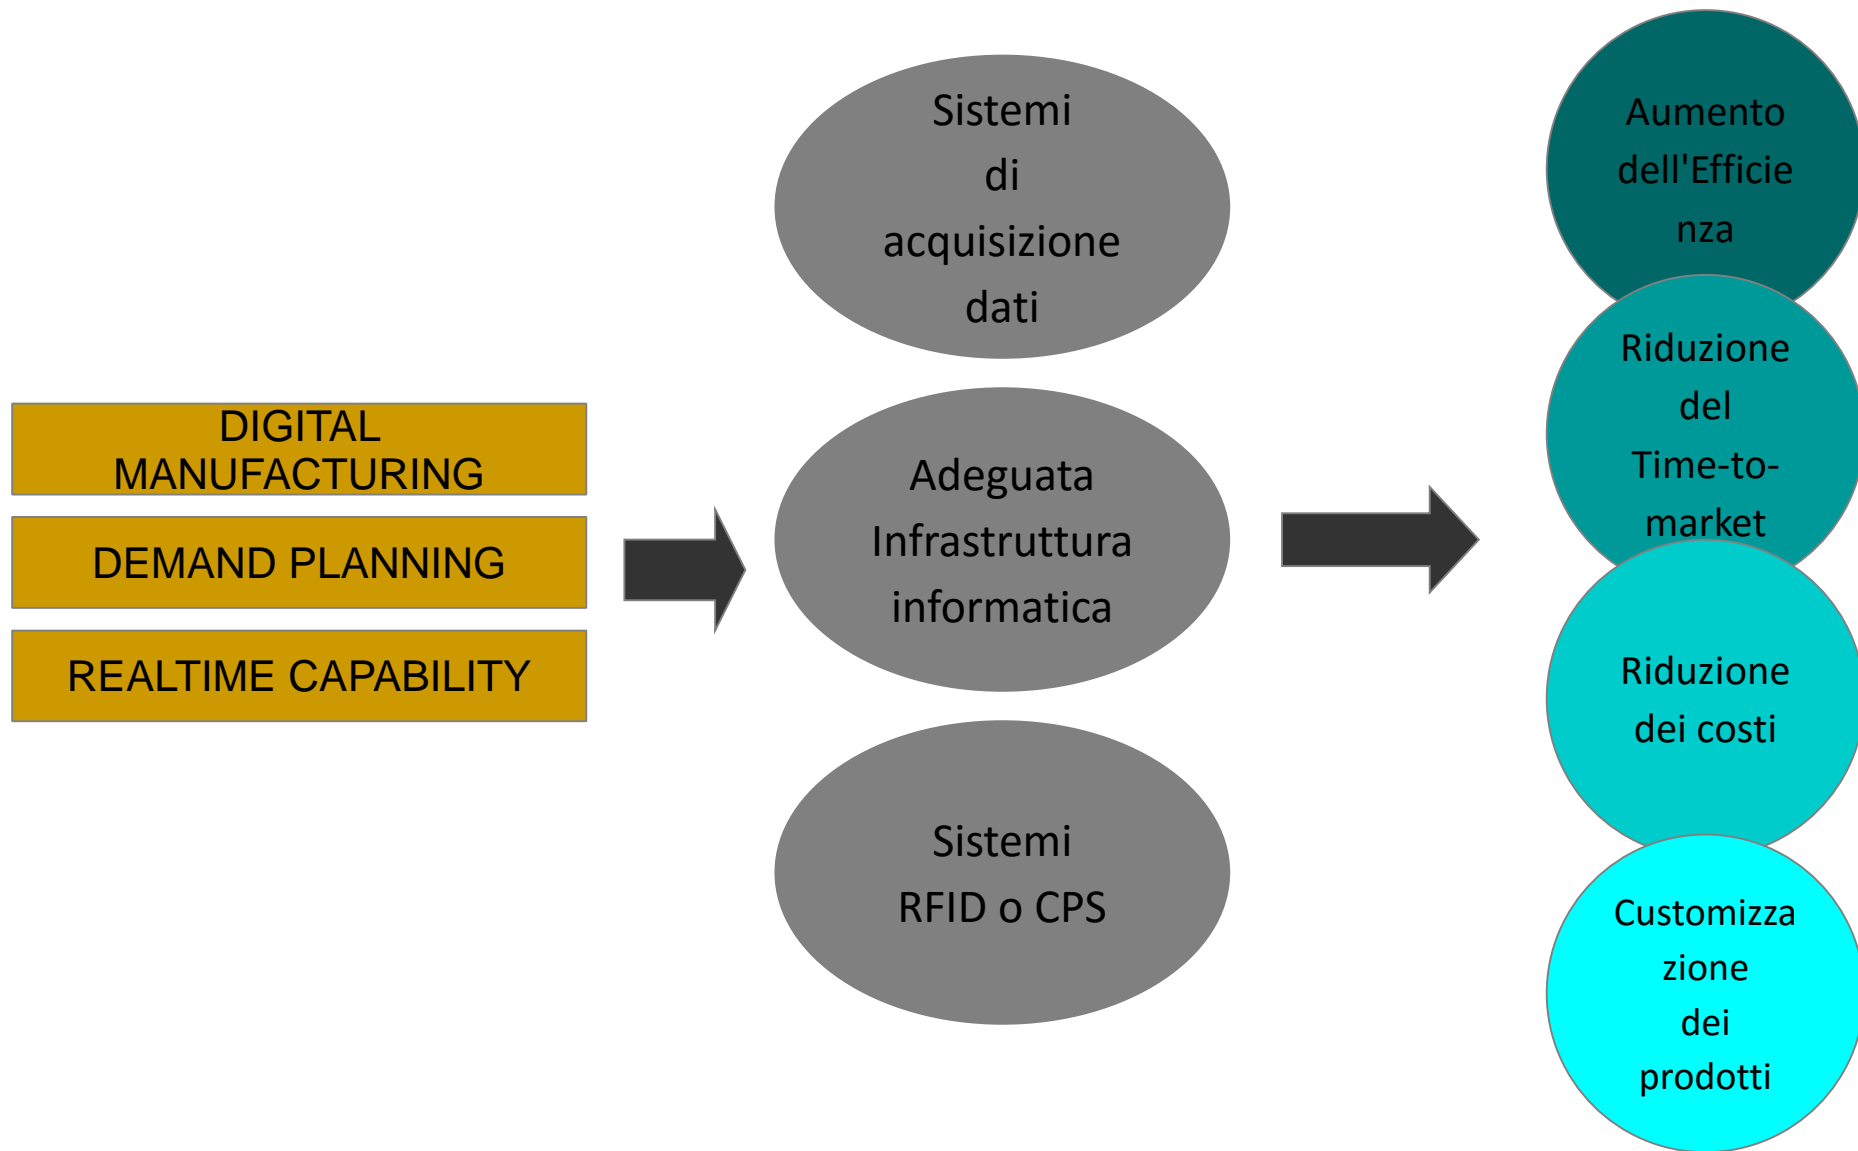 DIGITAL
MANUFACTURING
DEMAND PLANNING
REALTIME CAPABILITY
Sistemi
di
acquisizione
dati
Adeguata
Infrastruttura
informatica
Sistemi
RFID o CPS
Aumento
dell'Efficie
nza
Riduzione
del
Time-to-
market
Riduzione
dei costi
Customizza
zione
dei
prodotti